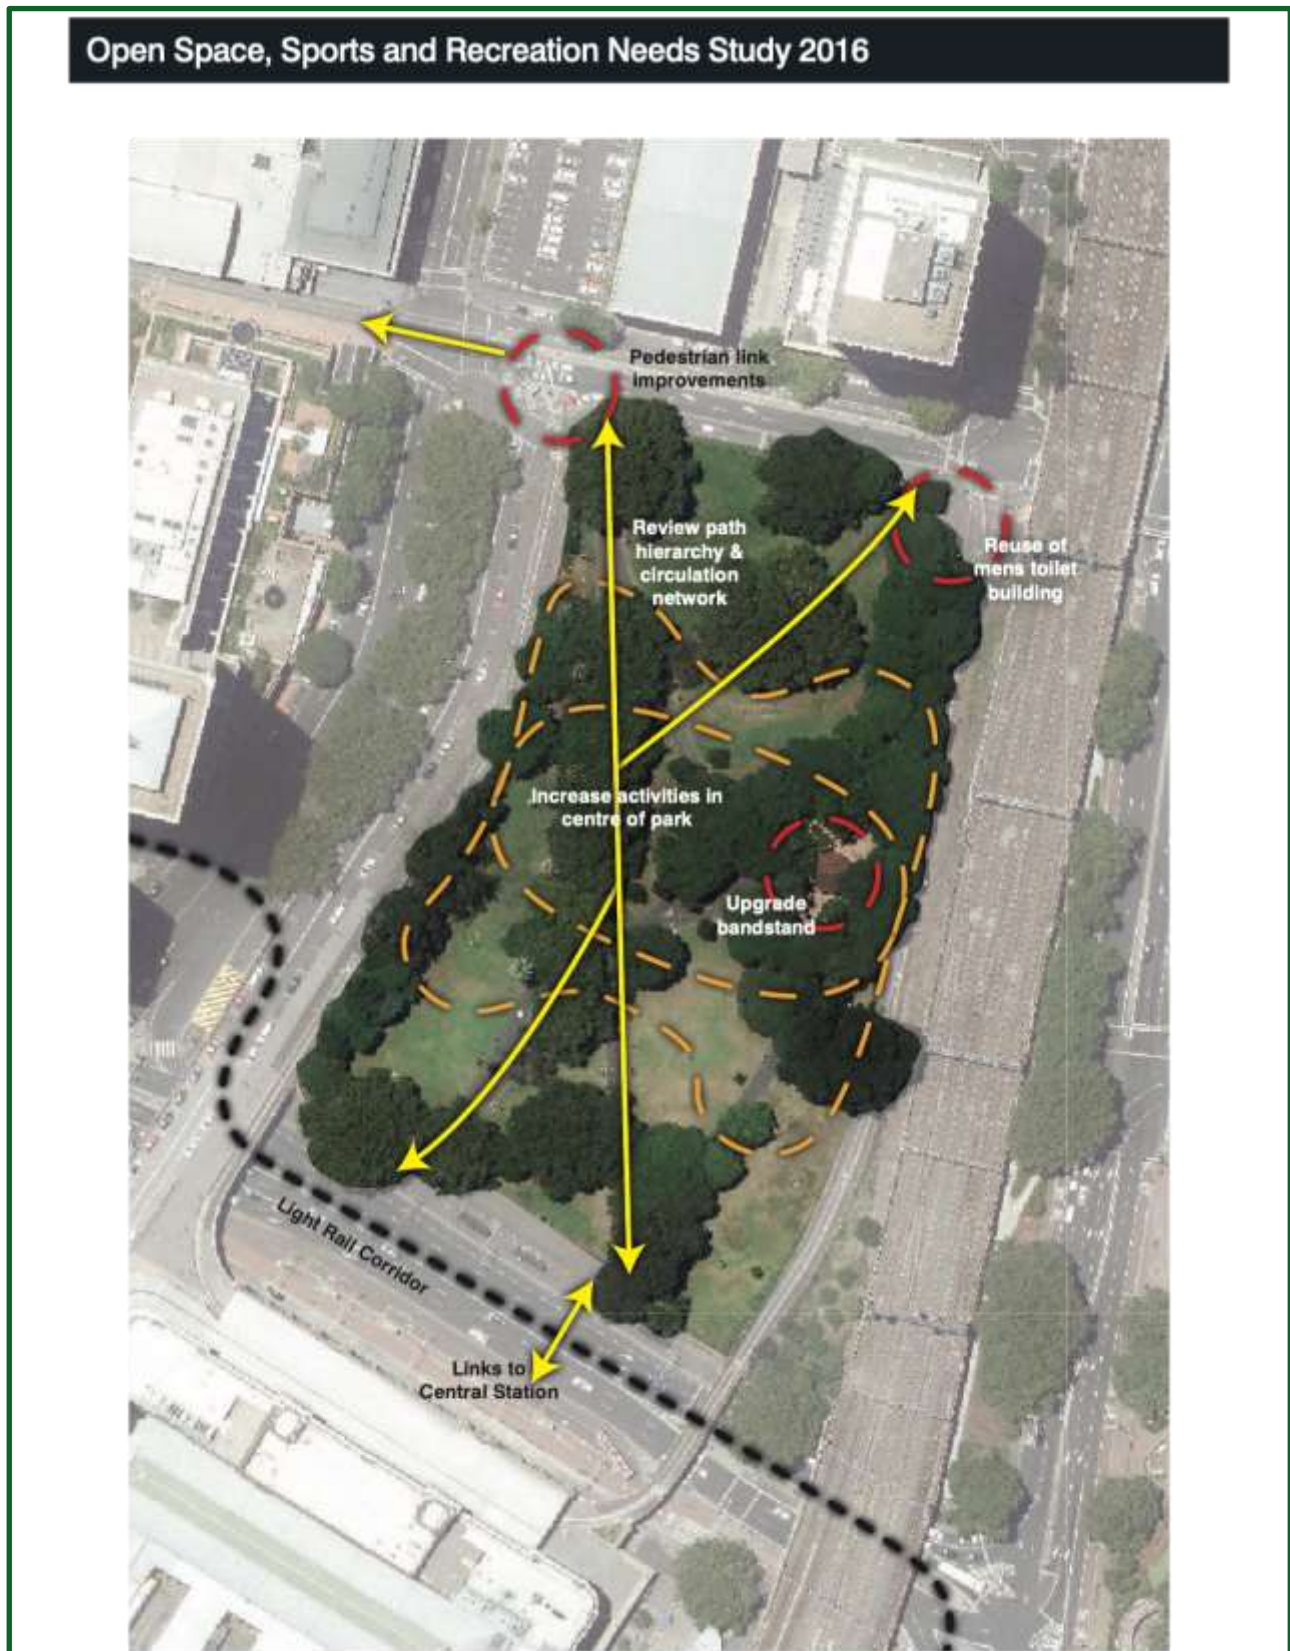 Open Space, Sports and Recreation Needs Study 2016
Pedestrian link
improvements
Review path
hierarchy &
circulation
network
Reuse of
mens toilet
building
Increase activities in
centre of park
Upgrade
bandstand
Light Rail Corridor
Links to
Central Station